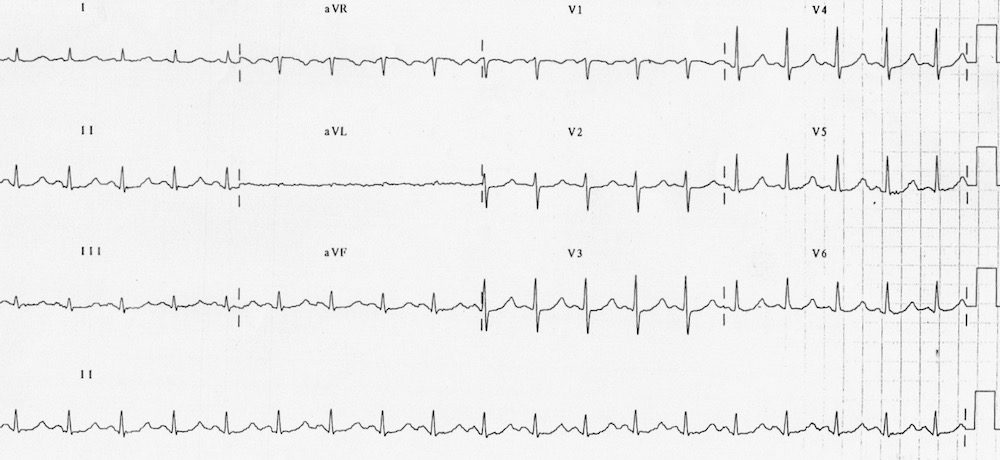 I aVR V1 V4
II aVL V2 V5
III aVF V3 V6
II